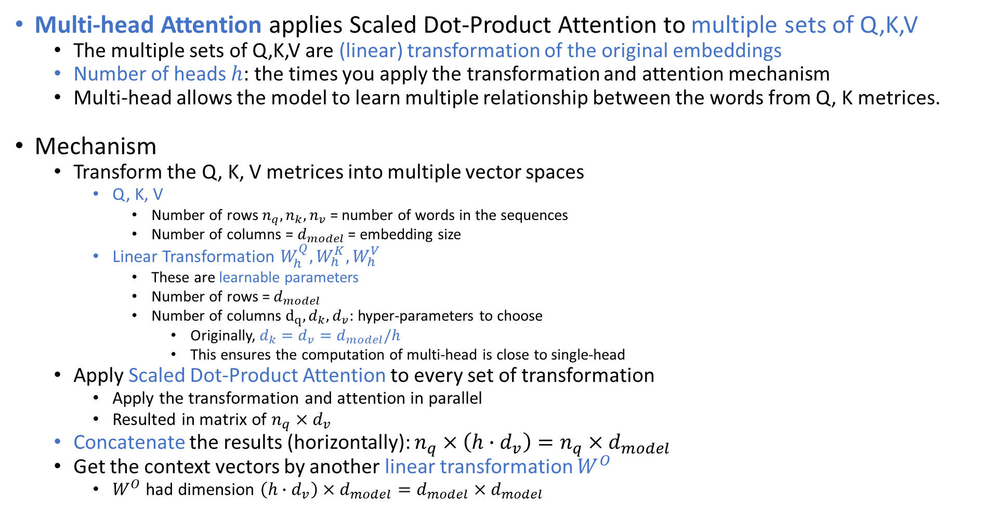 • Multi-head Attention applies Scaled Dot-Product Attention to multiple sets of Q,K,V
• The multiple sets of Q,K,V are (linear) transformation of the original embeddings
• Number of heads ℎ: the times you apply the transformation and attention mechanism
• Multi-head allows the model to learn multiple relationship between the words from Q, K metrices.
• Mechanism
• Transform the Q, K, V metrices into multiple vector spaces
• Q, K, V
• Number of rows $n_q, n_k, n_v$ = number of words in the sequences
• Number of columns = $d_{model}$ = embedding size
• Linear Transformation $W_h^Q, W_h^K, W_h^V$
• These are learnable parameters
• Number of rows = $d_{model}$
• Number of columns $\mathrm{d_q}, d_k, d_v$: hyper-parameters to choose
• Originally, $d_k = d_v = d_{model}/h$
• This ensures the computation of multi-head is close to single-head
• Apply Scaled Dot-Product Attention to every set of transformation
• Apply the transformation and attention in parallel
• Resulted in matrix of $n_q \times d_v$
• Concatenate the results (horizontally): $n_q \times (h \cdot d_v) = n_q \times d_{model}$
• Get the context vectors by another linear transformation $W^O$
• $W^O$ had dimension $(h \cdot d_v) \times d_{model} = d_{model} \times d_{model}$